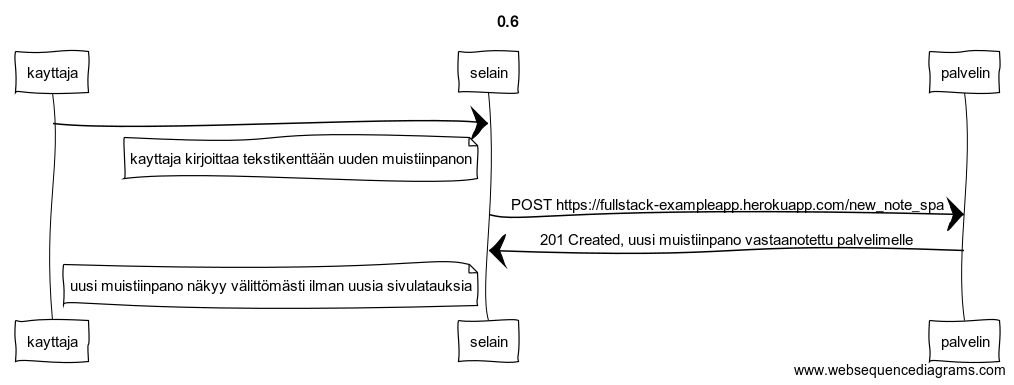 0.6
kayttaja selain palvelin
kayttaja kirjoittaa tekstikenttään uuden muistiinpanon
POST https://fullstack-exampleapp.herokuapp.com/new_note_spa
201 Created, uusi muistiinpano vastaanotettu palvelimelle
uusi muistiinpano näkyy välittömästi ilman uusia sivulatauksia
kayttaja selain palvelin
www.websequencediagrams.com